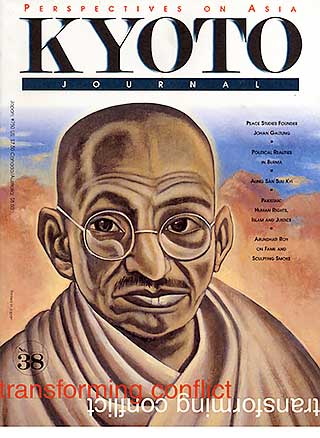 PERSPECTIVES ON ASIA
KYOTO
JOURNAL
PEACE STUDIES FOUNDER
JOHAN GALTUNG
POLITICAL REALITIES
IN BURMA
AUNG SAN SUU KYI
PAKISTAN:
HUMAN RIGHTS,
ISLAM AND JUSTICE
ARUNDHATI ROY
ON FAME AND
SCULPTING SMOKE
38
transforming conflict
transforming conflict